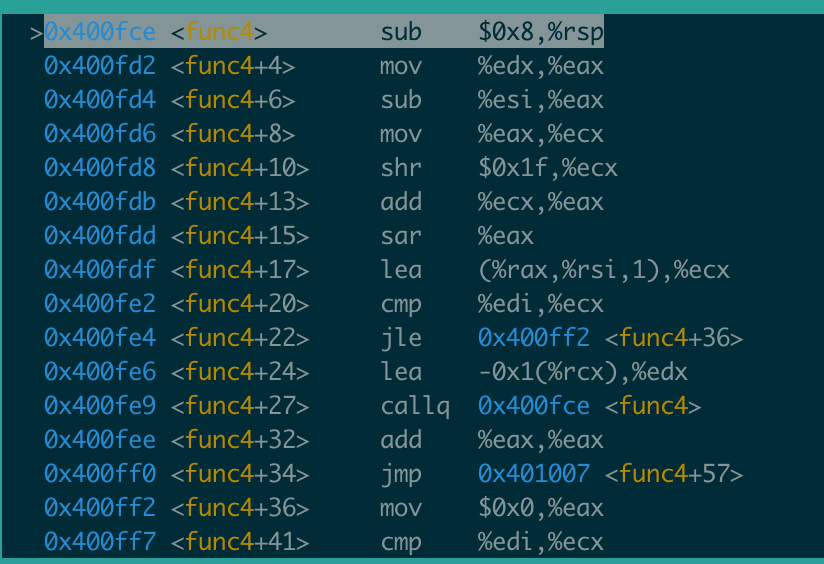 >0x400fce <func4> sub $0x8,%rsp
0x400fd2 <func4+4> mov %edx,%eax
0x400fd4 <func4+6> sub %esi,%eax
0x400fd6 <func4+8> mov %eax,%ecx
0x400fd8 <func4+10> shr $0x1f,%ecx
0x400fdb <func4+13> add %ecx,%eax
0x400fdd <func4+15> sar %eax
0x400fdf <func4+17> lea (%rax,%rsi,1),%ecx
0x400fe2 <func4+20> cmp %edi,%ecx
0x400fe4 <func4+22> jle 0x400ff2 <func4+36>
0x400fe6 <func4+24> lea -0x1(%rcx),%edx
0x400fe9 <func4+27> callq 0x400fce <func4>
0x400fee <func4+32> add %eax,%eax
0x400ff0 <func4+34> jmp 0x401007 <func4+57>
0x400ff2 <func4+36> mov $0x0,%eax
0x400ff7 <func4+41> cmp %edi,%ecx